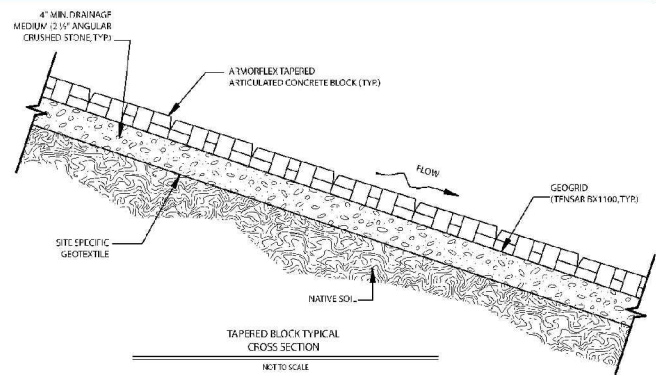 4" MIN. DRAINAGE
MEDIUM (2 ½" ANGULAR
CRUSHED STONE, TYP.)
ARMORFLEX TAPERED
ARTICULATED CONCRETE BLOCK (TYP.)
FLOW
GEOGRID
(TENSAR BX1100, TYP.)
SITE SPECIFIC
GEOTEXTILE
NATIVE SOIL
TAPERED BLOCK TYPICAL
CROSS SECTION
NOT TO SCALE